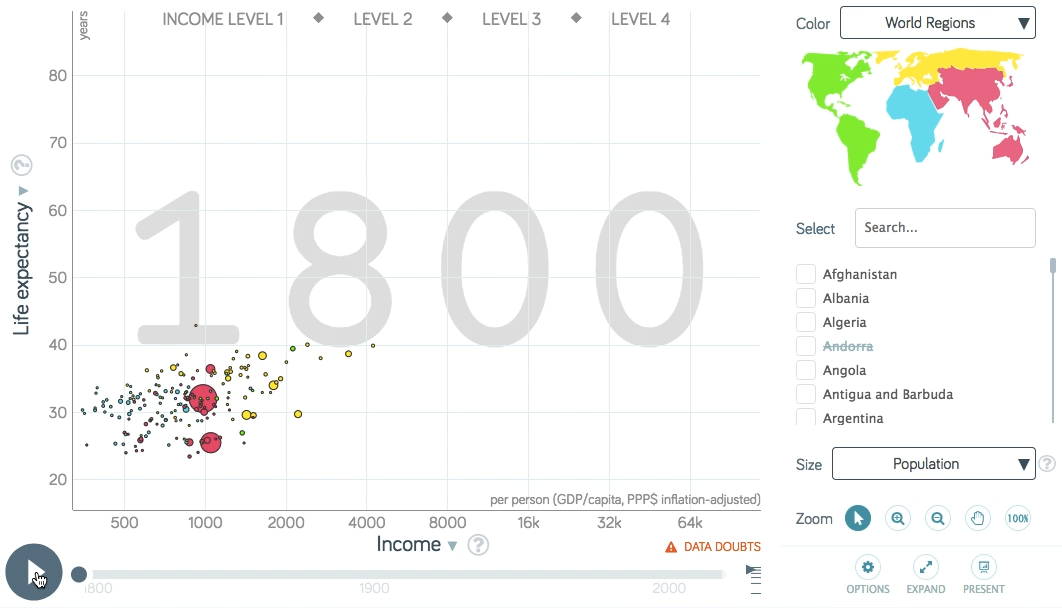 years
INCOME LEVEL 1 ◆ LEVEL 2 ◆ LEVEL 3 ◆ LEVEL 4
80
70
60
50
40
30
20
Life expectancy ▼
?
1800
per person (GDP/capita, PPP$ inflation-adjusted)
500 1000 2000 4000 8000 16k 32k 64k
Income ▼ ?
DATA DOUBTS
1800 1900 2000
Color World Regions ▼
Select Search...
Afghanistan
Albania
Algeria
Andorra
Angola
Antigua and Barbuda
Argentina
Size Population ▼ ?
Zoom 100%
OPTIONS EXPAND PRESENT